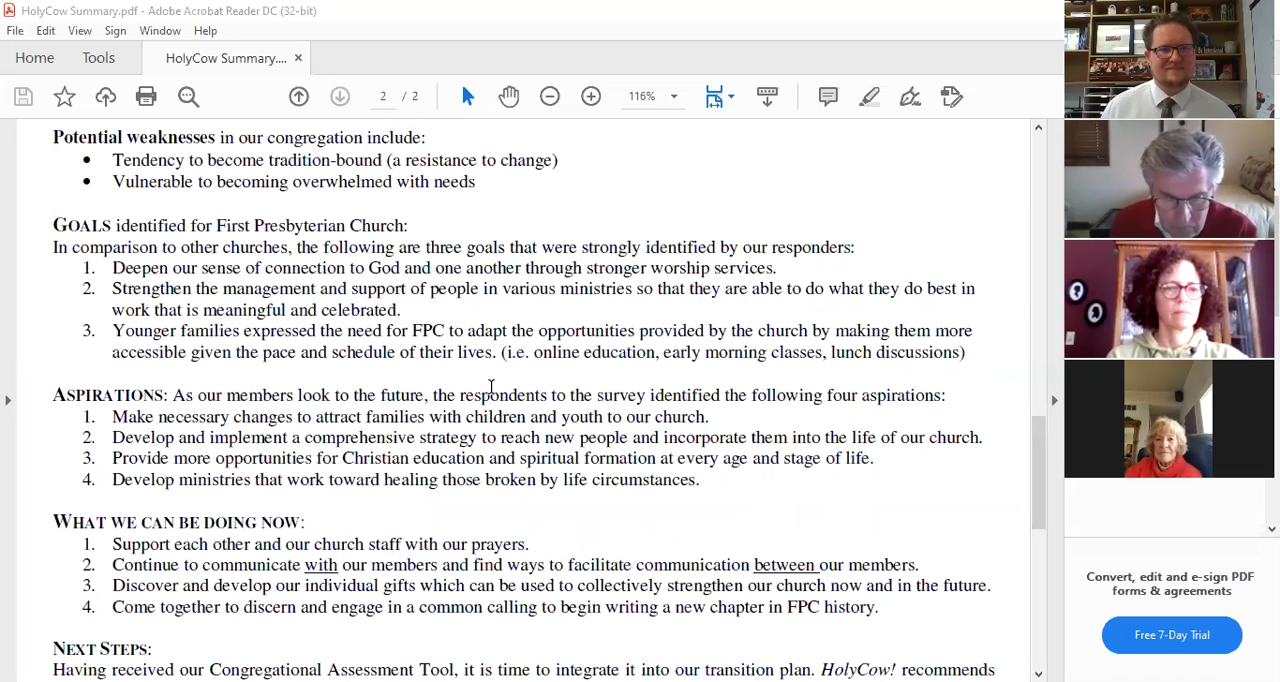 HolyCow Summary.pdf - Adobe Acrobat Reader DC (32-bit)
File Edit View Sign Window Help
Home Tools HolyCow Summary.... ×
2 / 2 116%
Potential weaknesses in our congregation include:
• Tendency to become tradition-bound (a resistance to change)
• Vulnerable to becoming overwhelmed with needs
GOALS identified for First Presbyterian Church:
In comparison to other churches, the following are three goals that were strongly identified by our responders:
1. Deepen our sense of connection to God and one another through stronger worship services.
2. Strengthen the management and support of people in various ministries so that they are able to do what they do best in
work that is meaningful and celebrated.
3. Younger families expressed the need for FPC to adapt the opportunities provided by the church by making them more
accessible given the pace and schedule of their lives. (i.e. online education, early morning classes, lunch discussions)
ASPIRATIONS: As our members look to the future, the respondents to the survey identified the following four aspirations:
1. Make necessary changes to attract families with children and youth to our church.
2. Develop and implement a comprehensive strategy to reach new people and incorporate them into the life of our church.
3. Provide more opportunities for Christian education and spiritual formation at every age and stage of life.
4. Develop ministries that work toward healing those broken by life circumstances.
WHAT WE CAN BE DOING NOW:
1. Support each other and our church staff with our prayers.
2. Continue to communicate with our members and find ways to facilitate communication between our members.
3. Discover and develop our individual gifts which can be used to collectively strengthen our church now and in the future.
4. Come together to discern and engage in a common calling to begin writing a new chapter in FPC history.
NEXT STEPS:
Having received our Congregational Assessment Tool, it is time to integrate it into our transition plan. HolyCow! recommends
Convert, edit and e-sign PDF
forms & agreements
Free 7-Day Trial